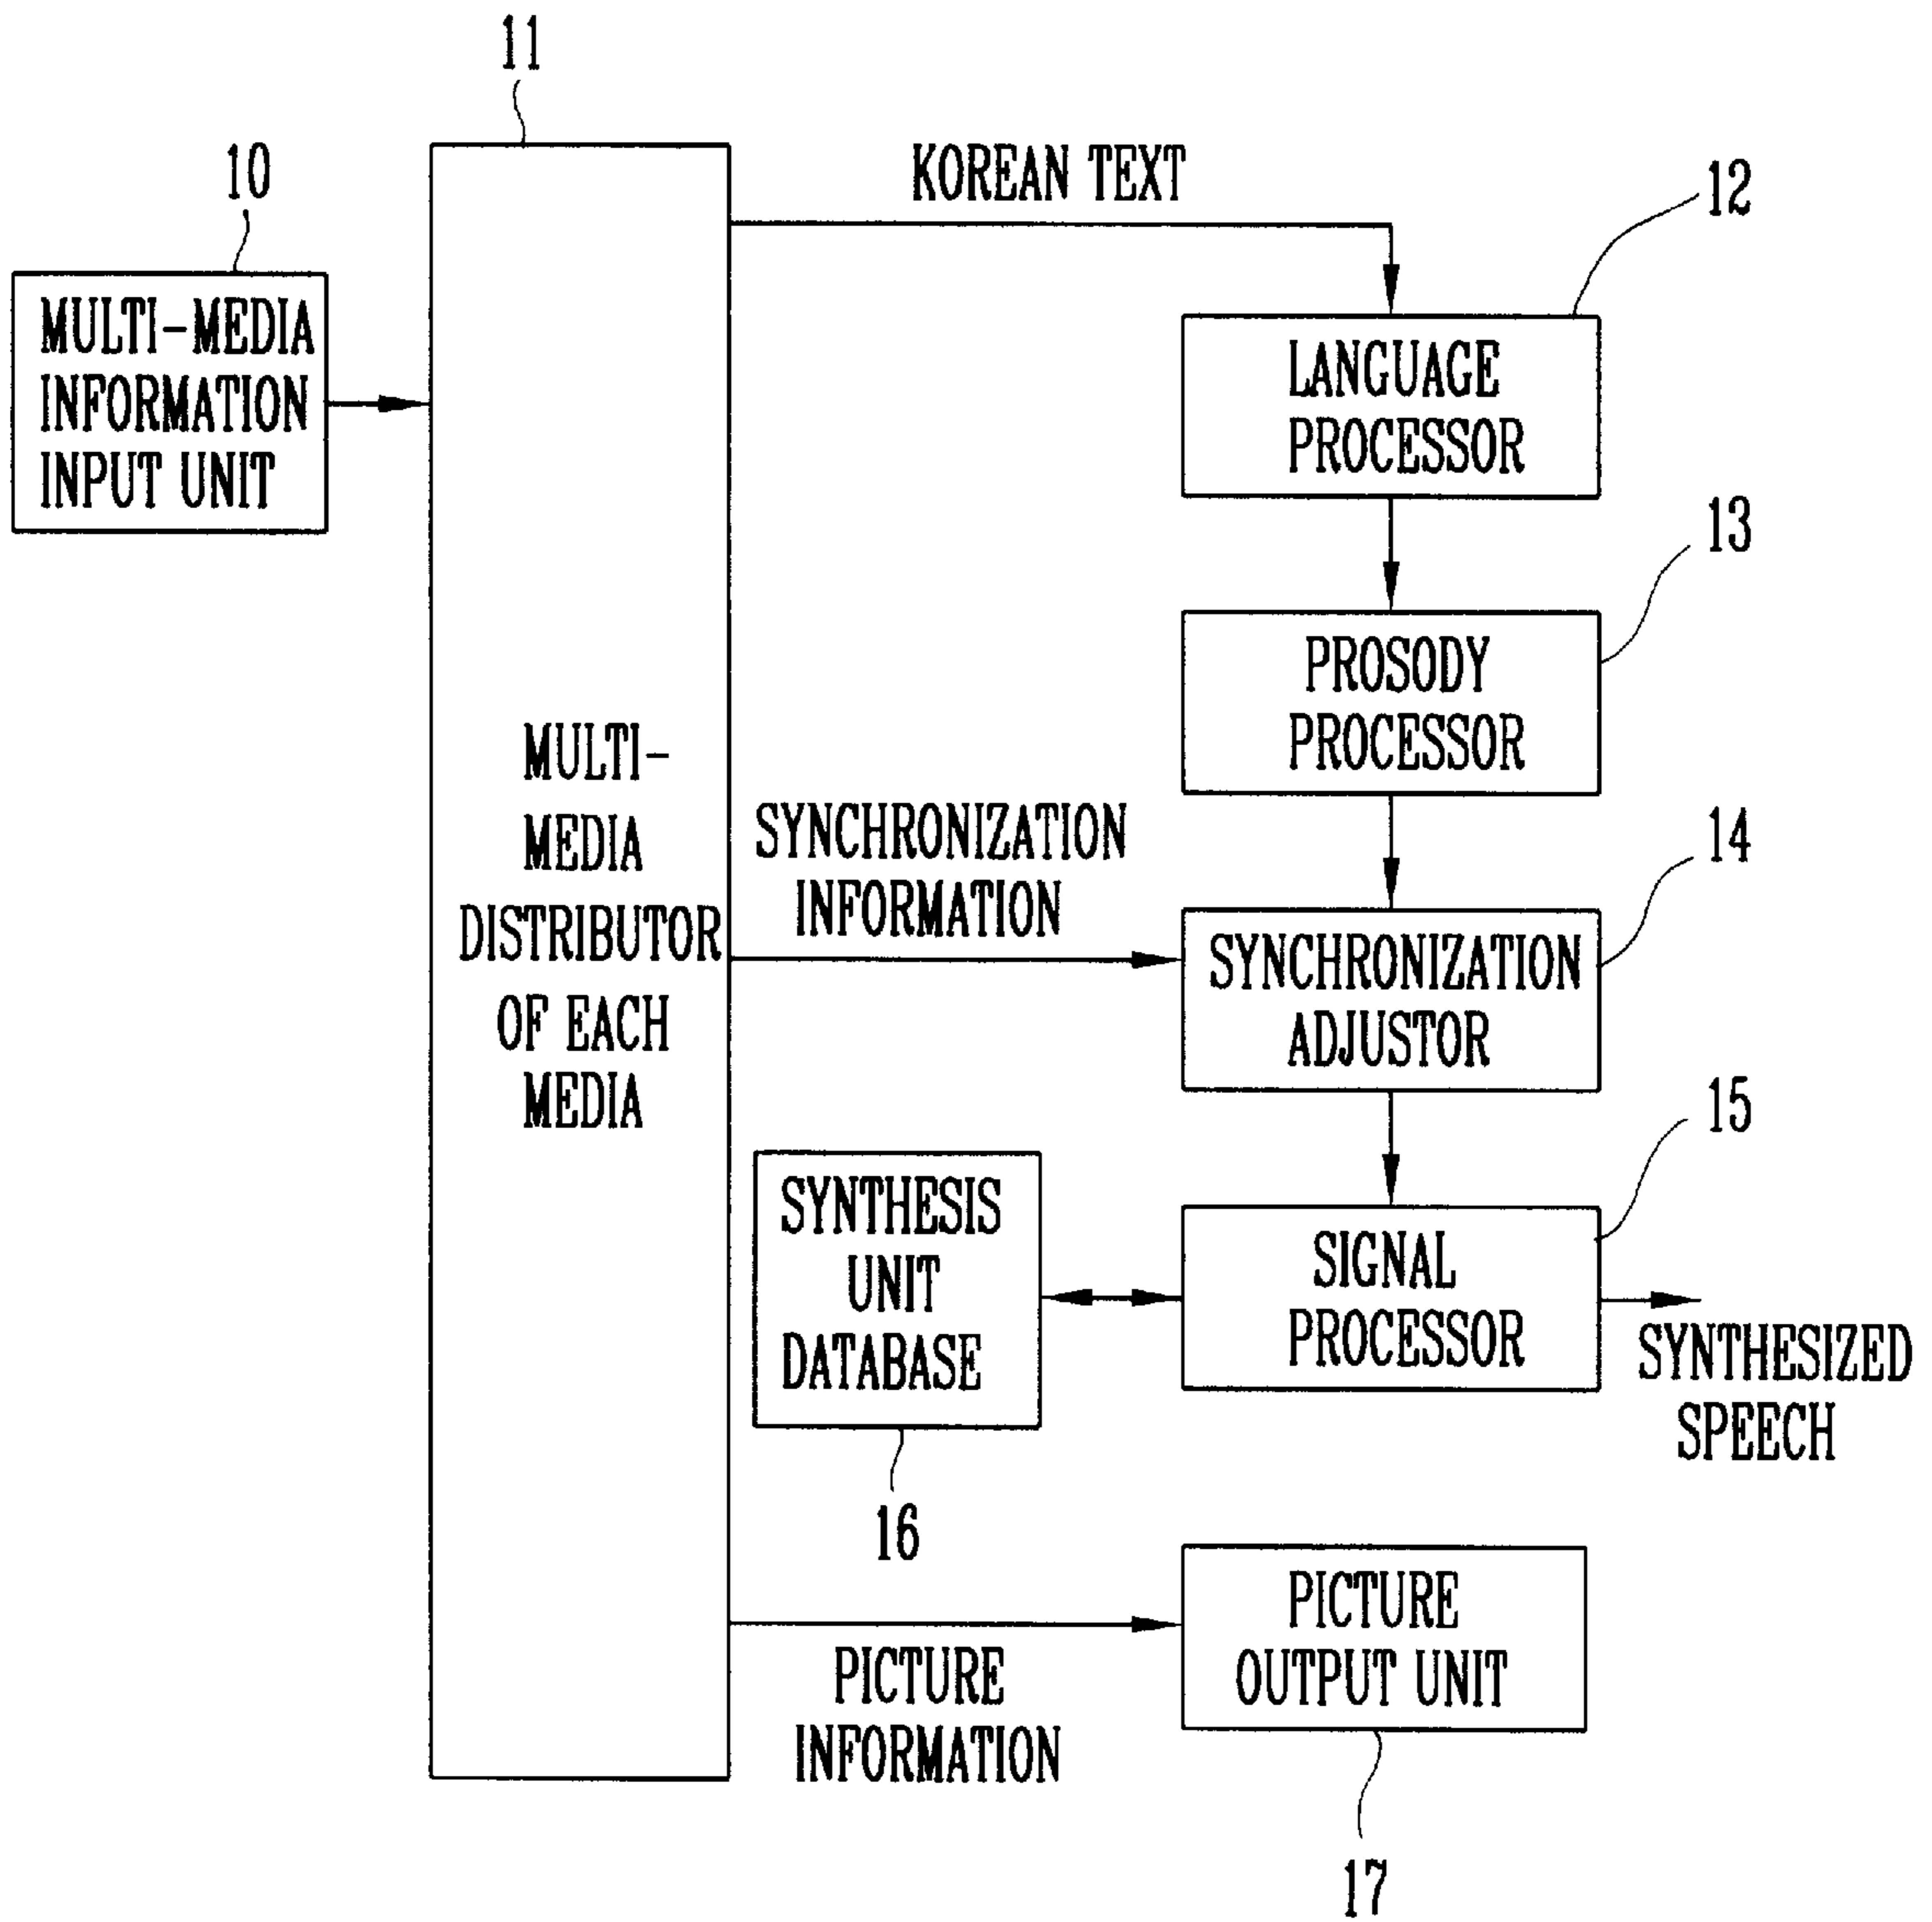 11
10
MULTI-MEDIA
INFORMATION
INPUT UNIT
MULTI-
MEDIA
DISTRIBUTOR
OF EACH
MEDIA
KOREAN TEXT
12
LANGUAGE
PROCESSOR
13
PROSODY
PROCESSOR
SYNCHRONIZATION
INFORMATION
14
SYNCHRONIZATION
ADJUSTOR
15
SYNTHESIS
UNIT
DATABASE
16
SIGNAL
PROCESSOR
SYNTHESIZED
SPEECH
PICTURE
INFORMATION
PICTURE
OUTPUT UNIT
17